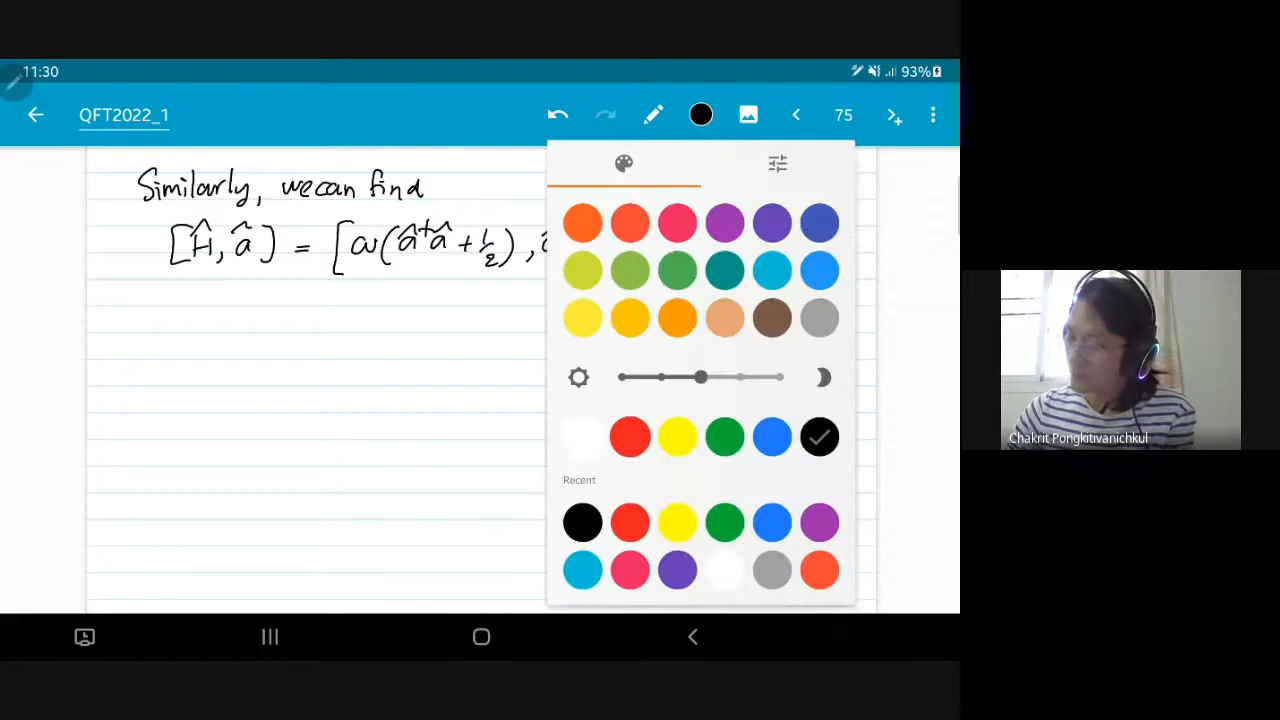 11:30
93%
QFT2022_1
75
Similarly, we can find
[Ĥ, â] = [ω(â†â + 1/2), â
Recent
Chakrit Pongkitivanichkul